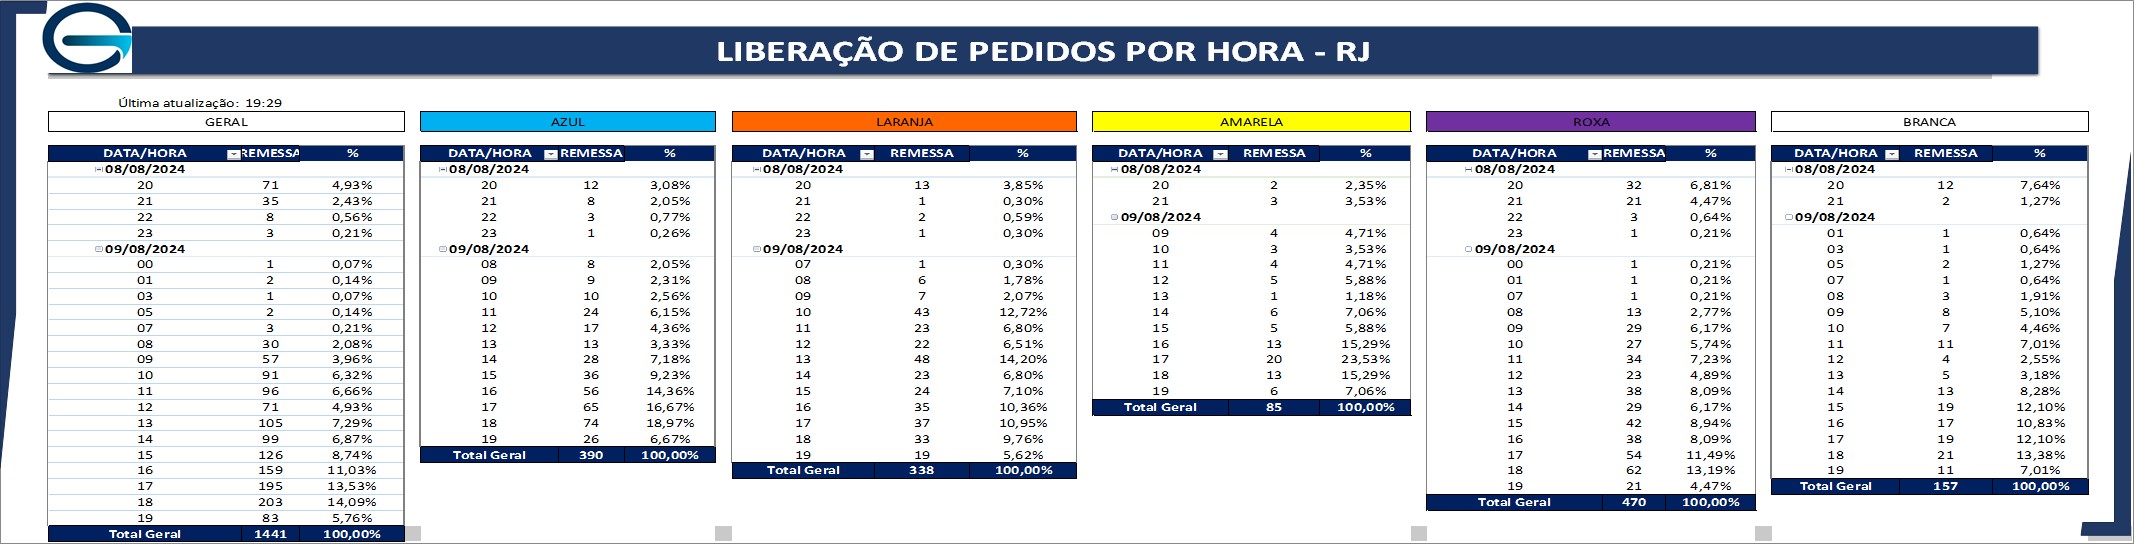 LIBERAÇÃO DE PEDIDOS POR HORA - RJ
Última atualização: 19:29
GERAL
DATA/HORA REMESSA %
08/08/2024
20 71 4,93%
21 35 2,43%
22 8 0,56%
23 3 0,21%
09/08/2024
00 1 0,07%
01 2 0,14%
03 1 0,07%
05 2 0,14%
07 3 0,21%
08 30 2,08%
09 57 3,96%
10 91 6,32%
11 96 6,66%
12 71 4,93%
13 105 7,29%
14 99 6,87%
15 126 8,74%
16 159 11,03%
17 195 13,53%
18 203 14,09%
19 83 5,76%
Total Geral 1441 100,00%
AZUL
DATA/HORA REMESSA %
08/08/2024
20 12 3,08%
21 8 2,05%
22 3 0,77%
23 1 0,26%
09/08/2024
08 8 2,05%
09 9 2,31%
10 10 2,56%
11 24 6,15%
12 17 4,36%
13 13 3,33%
14 28 7,18%
15 36 9,23%
16 56 14,36%
17 65 16,67%
18 74 18,97%
19 26 6,67%
Total Geral 390 100,00%
LARANJA
DATA/HORA REMESSA %
08/08/2024
20 13 3,85%
21 1 0,30%
22 2 0,59%
23 1 0,30%
09/08/2024
07 1 0,30%
08 6 1,78%
09 7 2,07%
10 43 12,72%
11 23 6,80%
12 22 6,51%
13 48 14,20%
14 23 6,80%
15 24 7,10%
16 35 10,36%
17 37 10,95%
18 33 9,76%
19 19 5,62%
Total Geral 338 100,00%
AMARELA
DATA/HORA REMESSA %
08/08/2024
20 2 2,35%
21 3 3,53%
09/08/2024
09 4 4,71%
10 3 3,53%
11 4 4,71%
12 5 5,88%
13 1 1,18%
14 6 7,06%
15 5 5,88%
16 13 15,29%
17 20 23,53%
18 13 15,29%
19 6 7,06%
Total Geral 85 100,00%
ROXA
DATA/HORA REMESSA %
08/08/2024
20 32 6,81%
21 21 4,47%
22 3 0,64%
23 1 0,21%
09/08/2024
00 1 0,21%
01 1 0,21%
07 1 0,21%
08 13 2,77%
09 29 6,17%
10 27 5,74%
11 34 7,23%
12 23 4,89%
13 38 8,09%
14 29 6,17%
15 42 8,94%
16 38 8,09%
17 54 11,49%
18 62 13,19%
19 21 4,47%
Total Geral 470 100,00%
BRANCA
DATA/HORA REMESSA %
08/08/2024
20 12 7,64%
21 2 1,27%
09/08/2024
01 1 0,64%
03 1 0,64%
05 2 1,27%
07 1 0,64%
08 3 1,91%
09 8 5,10%
10 7 4,46%
11 11 7,01%
12 4 2,55%
13 5 3,18%
14 13 8,28%
15 19 12,10%
16 17 10,83%
17 19 12,10%
18 21 13,38%
19 11 7,01%
Total Geral 157 100,00%